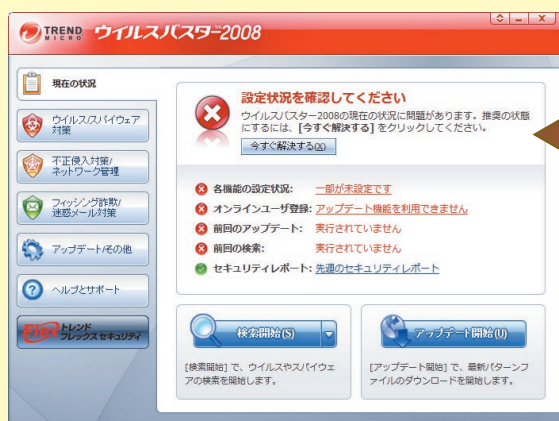 TREND MICRO ウイルスバスター2008
現在の状況
ウイルス/スパイウェア
対策
不正侵入対策/
ネットワーク管理
フィッシング詐欺/
迷惑メール対策
アップデート/その他
ヘルプとサポート
Flex トレンド
フレックス セキュリティ
設定状況を確認してください
ウイルスバスター2008の現在の状況に問題があります。推奨の状態
にするには、[今すぐ解決する] をクリックしてください。
今すぐ解決する(X)
各機能の設定状況: 一部が未設定です
オンラインユーザ登録: アップデート機能を利用できません
前回のアップデート: 実行されていません
前回の検索: 実行されていません
セキュリティレポート: 先週のセキュリティレポート
検索開始(S)
[検索開始] で、ウイルスやスパイウェ
アの検索を開始します。
アップデート開始(U)
[アップデート開始] で、最新パターンフ
ァイルのダウンロードを開始します。